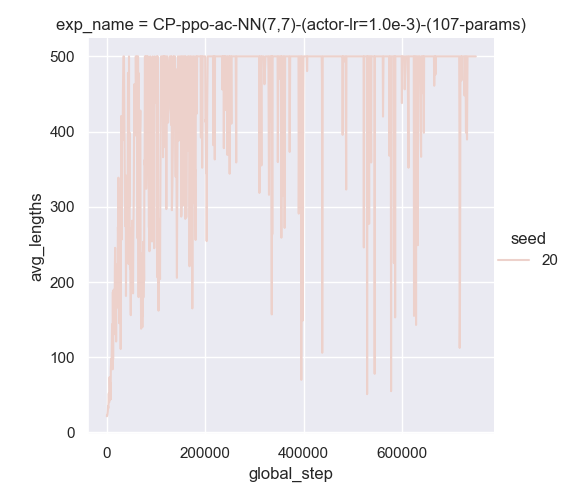 exp_name = CP-ppo-ac-NN(7,7)-(actor-lr=1.0e-3)-(107-params)
500
400
300
200
100
0
avg_lengths
0 200000 400000 600000
global_step
seed
20